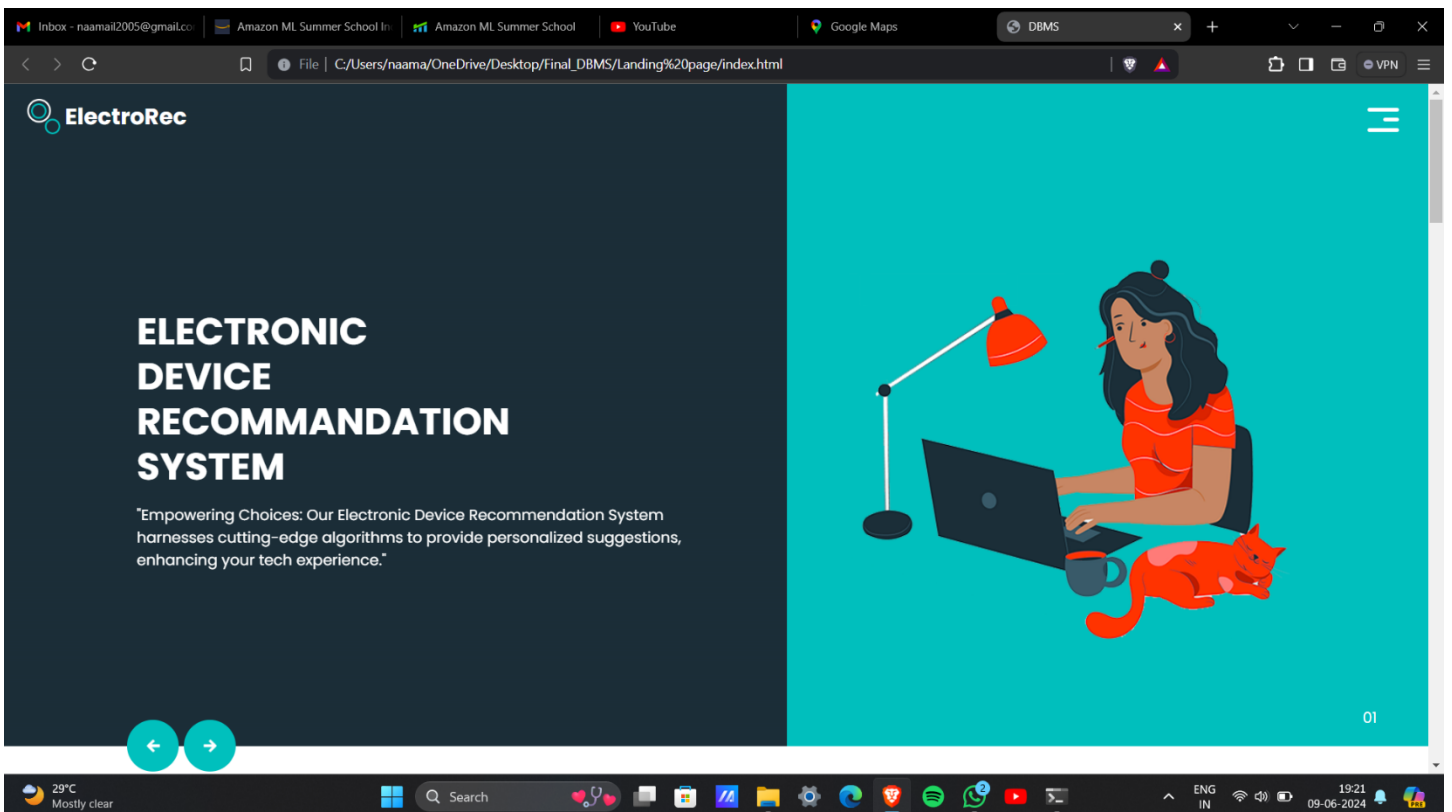 Inbox - naamail2005@gmail.co
Amazon ML Summer School In
Amazon ML Summer School
YouTube
Google Maps
DBMS
File
C:/Users/naama/OneDrive/Desktop/Final_DBMS/Landing%20page/index.html
VPN
ElectroRec
ELECTRONIC
DEVICE
RECOMMANDATION
SYSTEM
"Empowering Choices: Our Electronic Device Recommendation System
harnesses cutting-edge algorithms to provide personalized suggestions,
enhancing your tech experience."
01
29°C
Mostly clear
Search
2
ENG
IN
19:21
09-06-2024
PRE